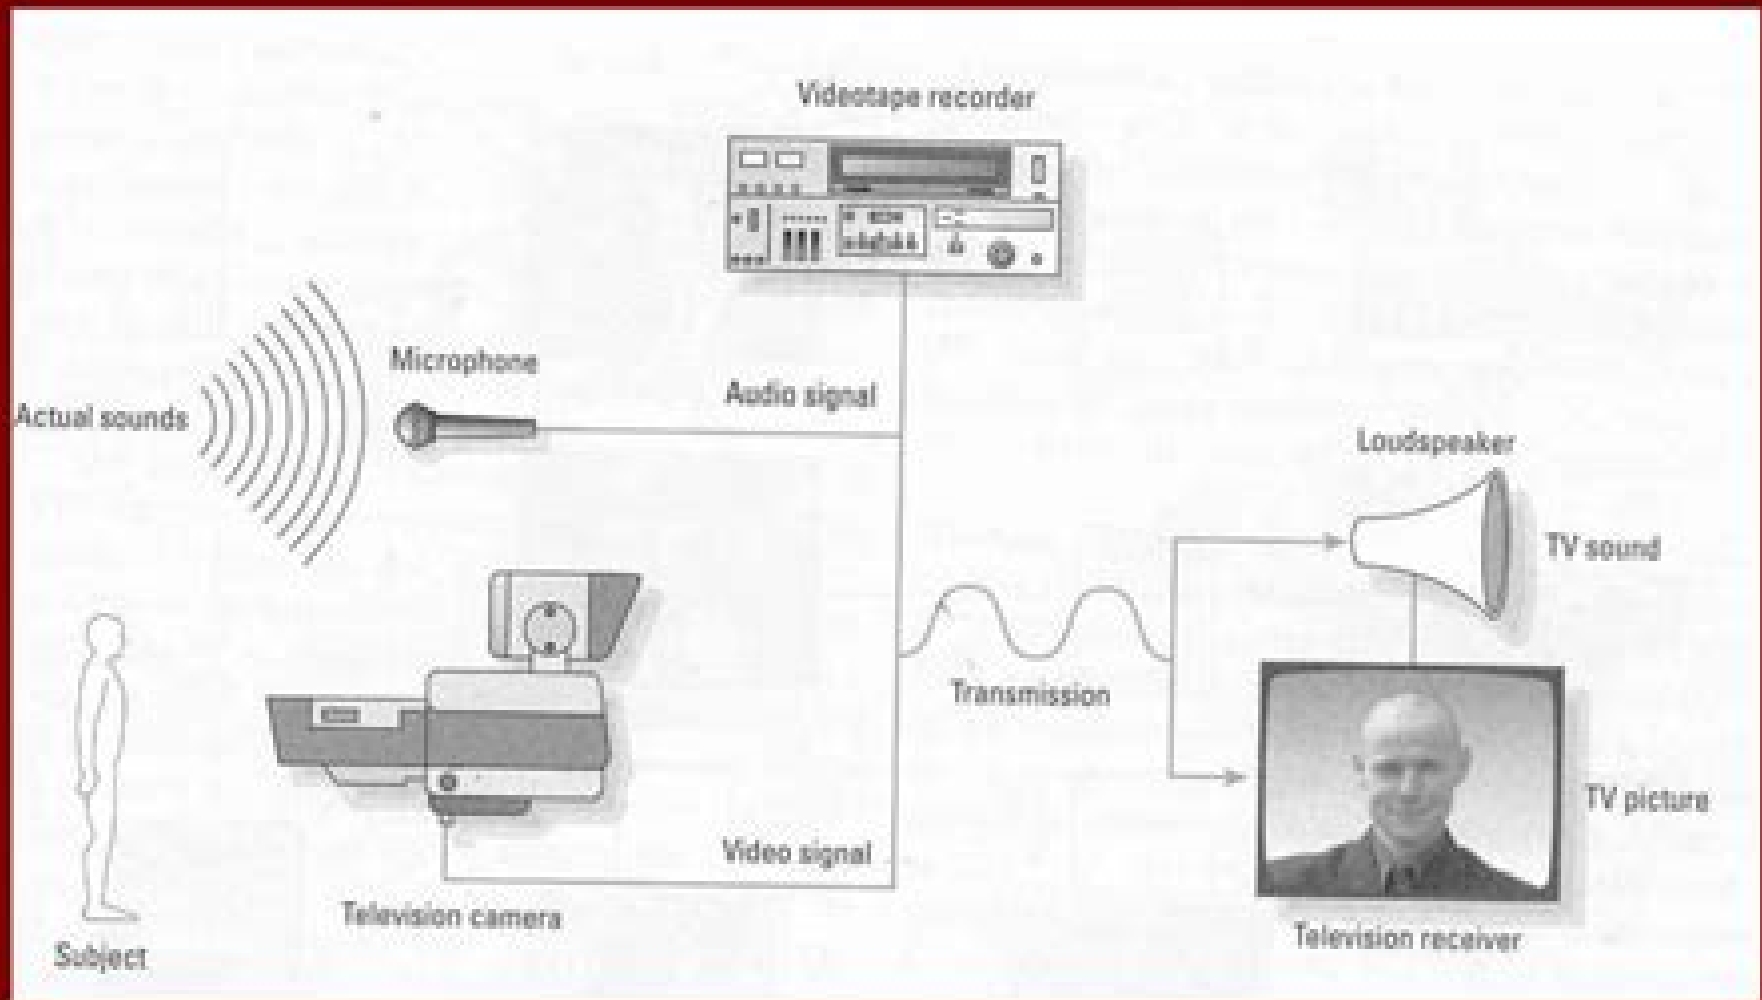 Videotape recorder
Microphone
Audio signal
Actual sounds
Loudspeaker
TV sound
Transmission
TV picture
Video signal
Television camera
Television receiver
Subject